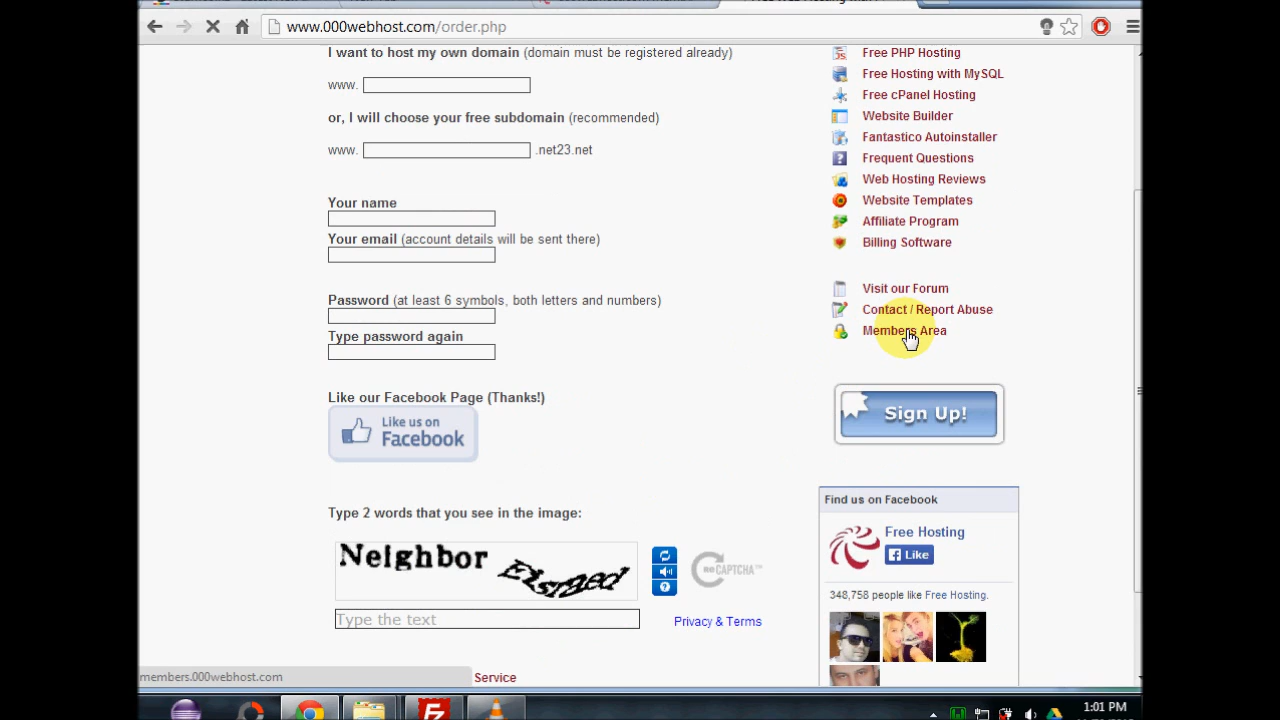 www.000webhost.com/order.php
I want to host my own domain (domain must be registered already)
www.
or, I will choose your free subdomain (recommended)
www. .net23.net
Your name
Your email (account details will be sent there)
Password (at least 6 symbols, both letters and numbers)
Type password again
Like our Facebook Page (Thanks!)
Like us on
Facebook
Type 2 words that you see in the image:
Neighbor
reCAPTCHA™
Type the text
Privacy & Terms
Service
Free PHP Hosting
Free Hosting with MySQL
Free cPanel Hosting
Website Builder
Fantastico Autoinstaller
Frequent Questions
Web Hosting Reviews
Website Templates
Affiliate Program
Billing Software
Visit our Forum
Contact / Report Abuse
Members Area
Sign Up!
Find us on Facebook
Free Hosting
Like
348,758 people like Free Hosting.
members.000webhost.com
1:01 PM